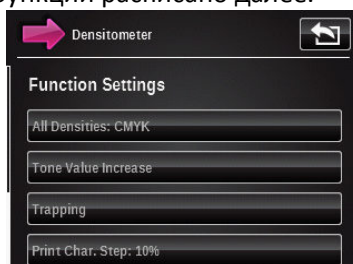 функции расписано далее.
Densitometer
Function Settings
All Densities: CMYK
Tone Value Increase
Trapping
Print Char. Step: 10%